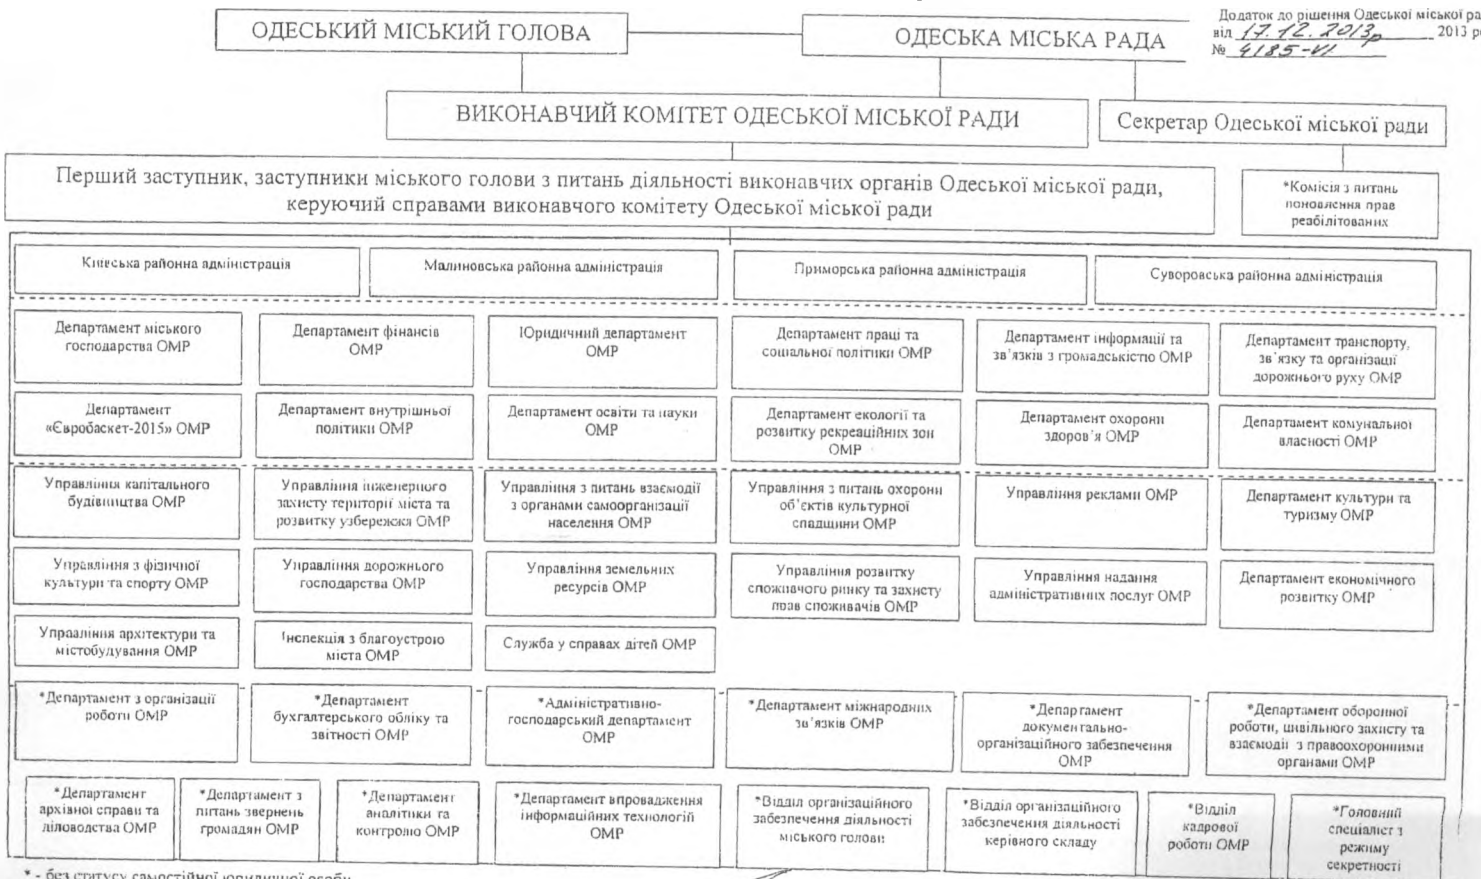 Додаток до рішення Одеської міської ра
від 17.12.2013р 2013 р
№ 4185-VI
ОДЕСЬКИЙ МІСЬКИЙ ГОЛОВА
ОДЕСЬКА МІСЬКА РАДА
ВИКОНАВЧИЙ КОМІТЕТ ОДЕСЬКОЇ МІСЬКОЇ РАДИ
Секретар Одеської міської ради
Перший заступник, заступники міського голови з питань діяльності виконавчих органів Одеської міської ради,
керуючий справами виконавчого комітету Одеської міської ради
*Комісія з питань
поновлення прав
реабілітованих
Київська районна адміністрація
Малиновська районна адміністрація
Приморська районна адміністрація
Суворовська районна адміністрація
Департамент міського
господарства ОМР
Департамент фінансів
ОМР
Юридичний департамент
ОМР
Департамент праці та
соціальної політики ОМР
Департамент інформації та
зв’язків з громадськістю ОМР
Департамент транспорту,
зв’язку та організації
дорожнього руху ОМР
Департамент
«Євробаскет-2015» ОМР
Департамент внутрішньої
політики ОМР
Департамент освіти та науки
ОМР
Департамент екології та
розвитку рекреаційних зон
ОМР
Департамент охорони
здоров’я ОМР
Департамент комунальної
власності ОМР
Управління капітального
будівництва ОМР
Управління інженерного
захисту території міста та
розвитку узбережжя ОМР
Управління з питань взаємодії
з органами самоорганізації
населення ОМР
Управління з питань охорони
об’єктів культурної
спадщини ОМР
Управління реклами ОМР
Департамент культури та
туризму ОМР
Управління з фізичної
культури та спорту ОМР
Управління дорожнього
господарства ОМР
Управління земельних
ресурсів ОМР
Управління розвитку
споживчого ринку та захисту
прав споживачів ОМР
Управління надання
адміністративних послуг ОМР
Департамент економічного
розвитку ОМР
Управління архітектури та
містобудування ОМР
Інспекція з благоустрою
міста ОМР
Служба у справах дітей ОМР
*Департамент з організації
роботи ОМР
*Департамент
бухгалтерського обліку та
звітності ОМР
*Адміністративно-
господарський департамент
ОМР
*Департамент міжнародних
зв’язків ОМР
*Департамент
документально-
організаційного забезпечення
ОМР
*Департамент оборонної
роботи, цивільного захисту та
взаємодії з правоохоронними
органами ОМР
*Департамент
архівної справи та
діловодства ОМР
*Департамент з
питань звернень
громадян ОМР
*Департамент
аналітики та
контролю ОМР
*Департамент впровадження
інформаційних технологій
ОМР
*Відділ організаційного
забезпечення діяльності
міського голови
*Відділ організаційного
забезпечення діяльності
керівного складу
*Відділ
кадрової
роботи ОМР
*Головний
спеціаліст з
режиму
секретності
* - без статусу самостійної юридичної особи